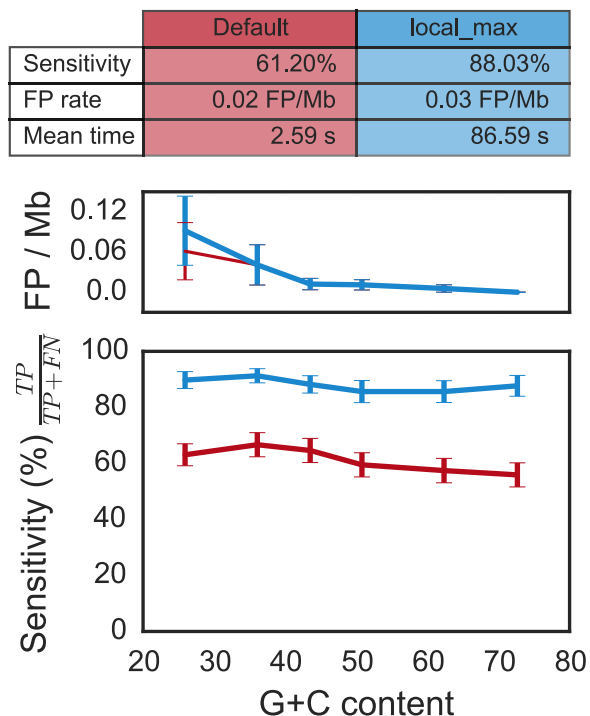 Default local_max
Sensitivity 61.20% 88.03%
FP rate 0.02 FP/Mb 0.03 FP/Mb
Mean time 2.59 s 86.59 s
FP / Mb
0.12
0.06
0.0
Sensitivity (%) TP / TP+FN
100
80
60
40
20
0
20 30 40 50 60 70 80
G+C content